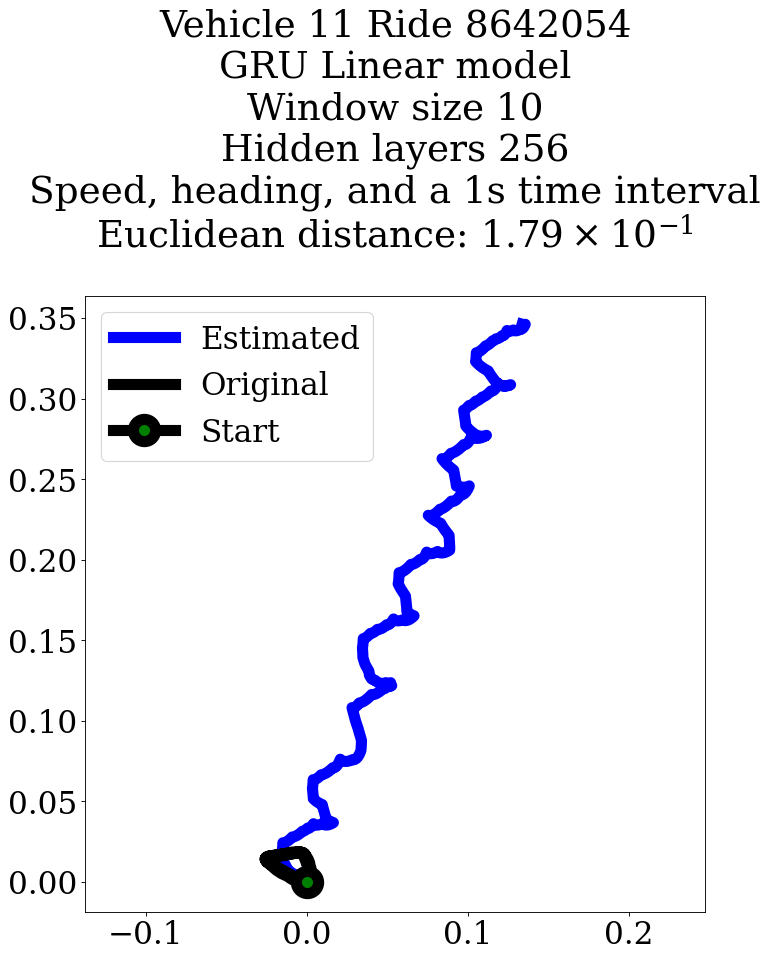 Vehicle 11 Ride 8642054
GRU Linear model
Window size 10
Hidden layers 256
Speed, heading, and a 1s time interval
Euclidean distance: 1.79 × 10⁻¹
Estimated
Original
Start
0.35
0.30
0.25
0.20
0.15
0.10
0.05
0.00
−0.1
0.0
0.1
0.2